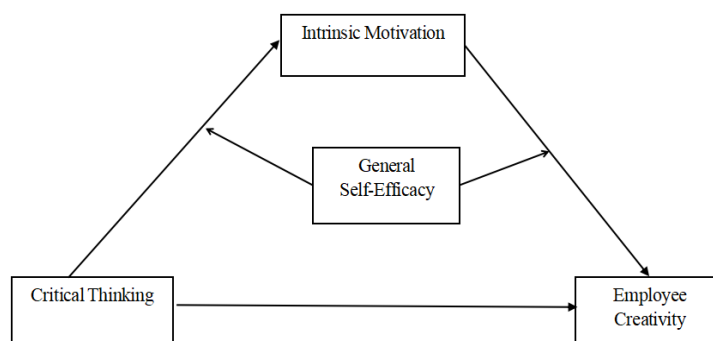 Intrinsic Motivation
General
Self-Efficacy
Critical Thinking
Employee
Creativity